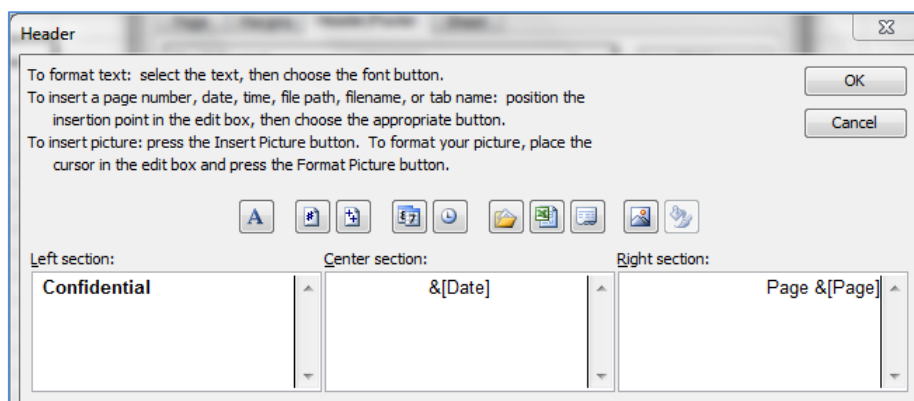 Header
To format text: select the text, then choose the font button.
To insert a page number, date, time, file path, filename, or tab name: position the
insertion point in the edit box, then choose the appropriate button.
To insert picture: press the Insert Picture button. To format your picture, place the
cursor in the edit box and press the Format Picture button.
OK
Cancel
A
Left section:
Center section:
Right section:
Confidential
&[Date]
Page &[Page]